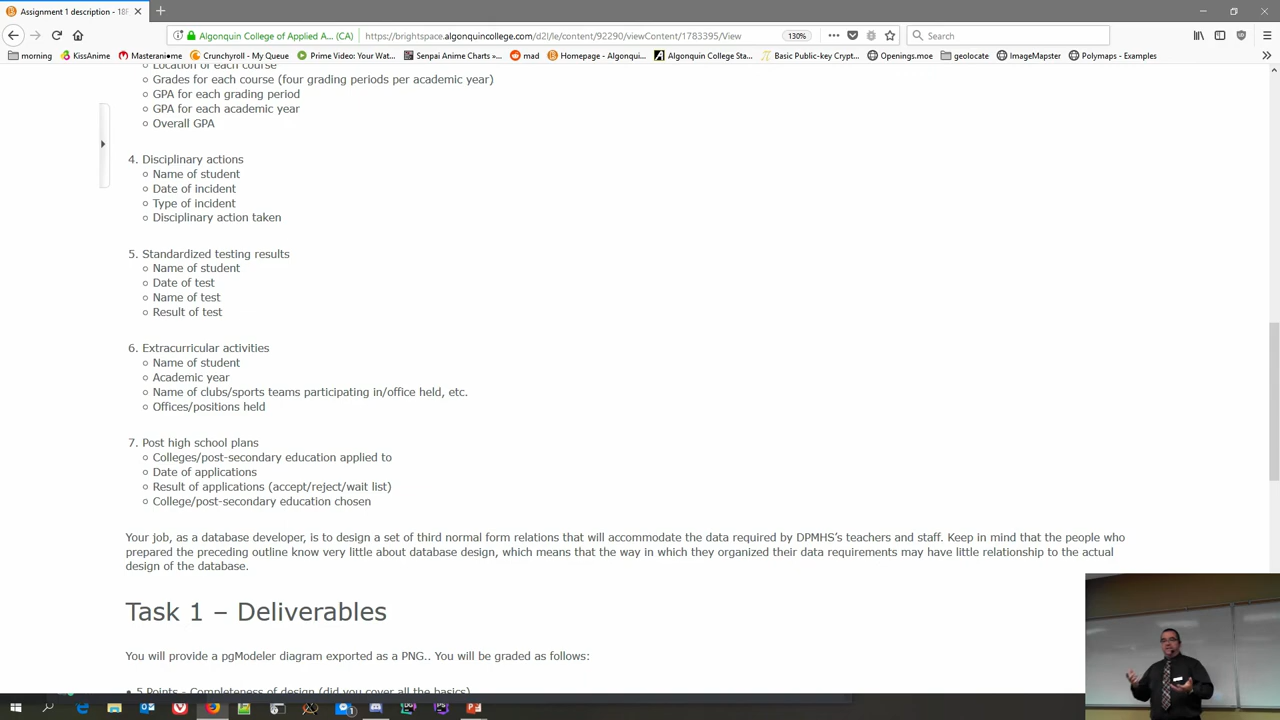 Assignment 1 description - 18F
Algonquin College of Applied A... (CA)
https://brightspace.algonquincollege.com/d2l/le/content/92290/viewContent/1783395/View
130%
Search
morning
KissAnime
Masterani●me
Crunchyroll - My Queue
Prime Video: Your Wat...
Senpai Anime Charts -...
mad
Homepage - Algonqui...
Algonquin College Sta...
Basic Public-key Crypt...
Openings.moe
geolocate
ImageMapster
Polymaps - Examples
Location of each course
Grades for each course (four grading periods per academic year)
GPA for each grading period
GPA for each academic year
Overall GPA
4. Disciplinary actions
Name of student
Date of incident
Type of incident
Disciplinary action taken
5. Standardized testing results
Name of student
Date of test
Name of test
Result of test
6. Extracurricular activities
Name of student
Academic year
Name of clubs/sports teams participating in/office held, etc.
Offices/positions held
7. Post high school plans
Colleges/post-secondary education applied to
Date of applications
Result of applications (accept/reject/wait list)
College/post-secondary education chosen
Your job, as a database developer, is to design a set of third normal form relations that will accommodate the data required by DPMHS's teachers and staff. Keep in mind that the people who
prepared the preceding outline know very little about database design, which means that the way in which they organized their data requirements may have little relationship to the actual
design of the database.
Task 1 – Deliverables
You will provide a pgModeler diagram exported as a PNG.. You will be graded as follows:
• 5 Points - Completeness of design (did you cover all the basics)